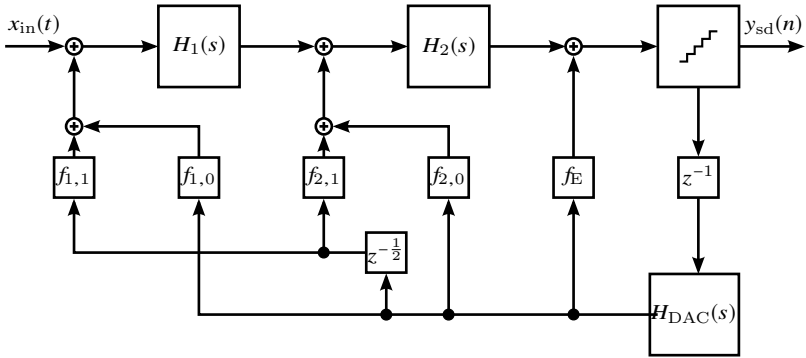 x_in(t)
H_1(s)
H_2(s)
y_sd(n)
f_1,1
f_1,0
f_2,1
f_2,0
f_E
z^-1
z^-1/2
H_DAC(s)